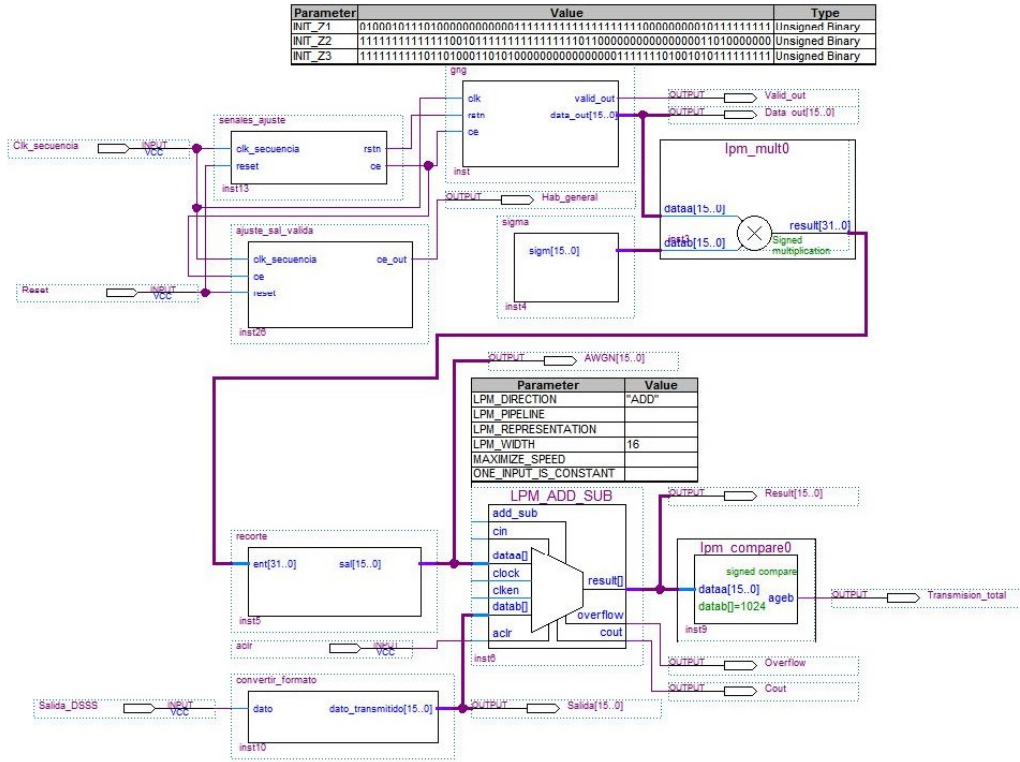 Parameter Value Type
INIT_Z1 Unsigned Binary
INIT_Z2 Unsigned Binary
INIT_Z3 Unsigned Binary
gng
clk valid_out
rstn data_out[15..0]
ce
inst
OUTPUT Valid_out
OUTPUT Data_out[15..0]
senales_ajuste
clk_secuencia rstn
reset ce
inst13
Clk_secuencia INPUT
VCC
lpm_mult0
dataa[15..0]
datab[15..0]
result[31..0]
Signed
multiplication
OUTPUT Hab_general
sigma
sigm[15..0]
inst4
ajuste_sal_valida
clk_secuencia ce_out
ce
reset
inst26
Reset INPUT
VCC
OUTPUT AWGN[15..0]
Parameter Value
LPM_DIRECTION "ADD"
LPM_PIPELINE
LPM_REPRESENTATION
LPM_WIDTH 16
MAXIMIZE_SPEED
ONE_INPUT_IS_CONSTANT
LPM_ADD_SUB
add_sub
cin
dataa[]
clock
clken
datab[]
aclr
result[]
overflow
cout
inst6
OUTPUT Result[15..0]
recorte
ent[31..0] sal[15..0]
inst5
lpm_compare0
signed compare
dataa[15..0]
datab[]=1024
ageb
inst9
OUTPUT Transmision_total
aclr INPUT
VCC
OUTPUT Overflow
OUTPUT Cout
convertir_formato
dato dato_transmitido[15..0]
inst10
Salida_DSSS INPUT
VCC
OUTPUT Salida[15..0]